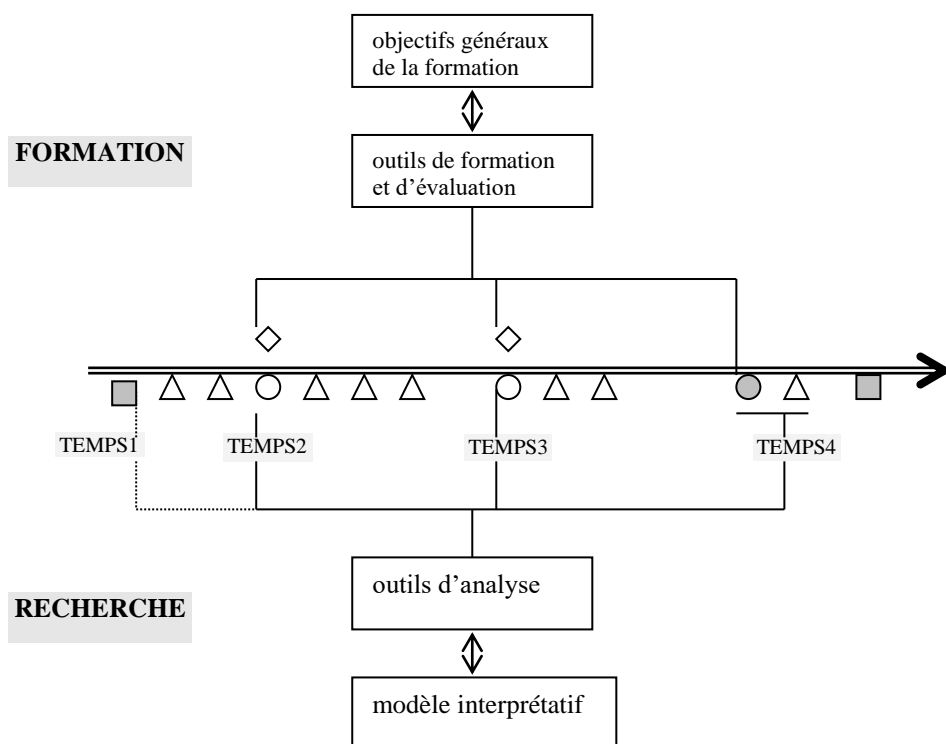 objectifs généraux
de la formation
FORMATION
outils de formation
et d’évaluation
TEMPS1
TEMPS2
TEMPS3
TEMPS4
outils d’analyse
RECHERCHE
modèle interprétatif